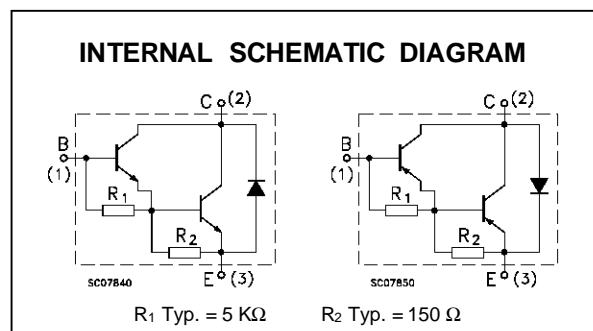 INTERNAL SCHEMATIC DIAGRAM
C (2) C (2)
B B
(1) (1)
R1 R1
R2 R2
E (3) E (3)
SC07840 SC07850
R1 Typ. = 5 KΩ R2 Typ. = 150 Ω